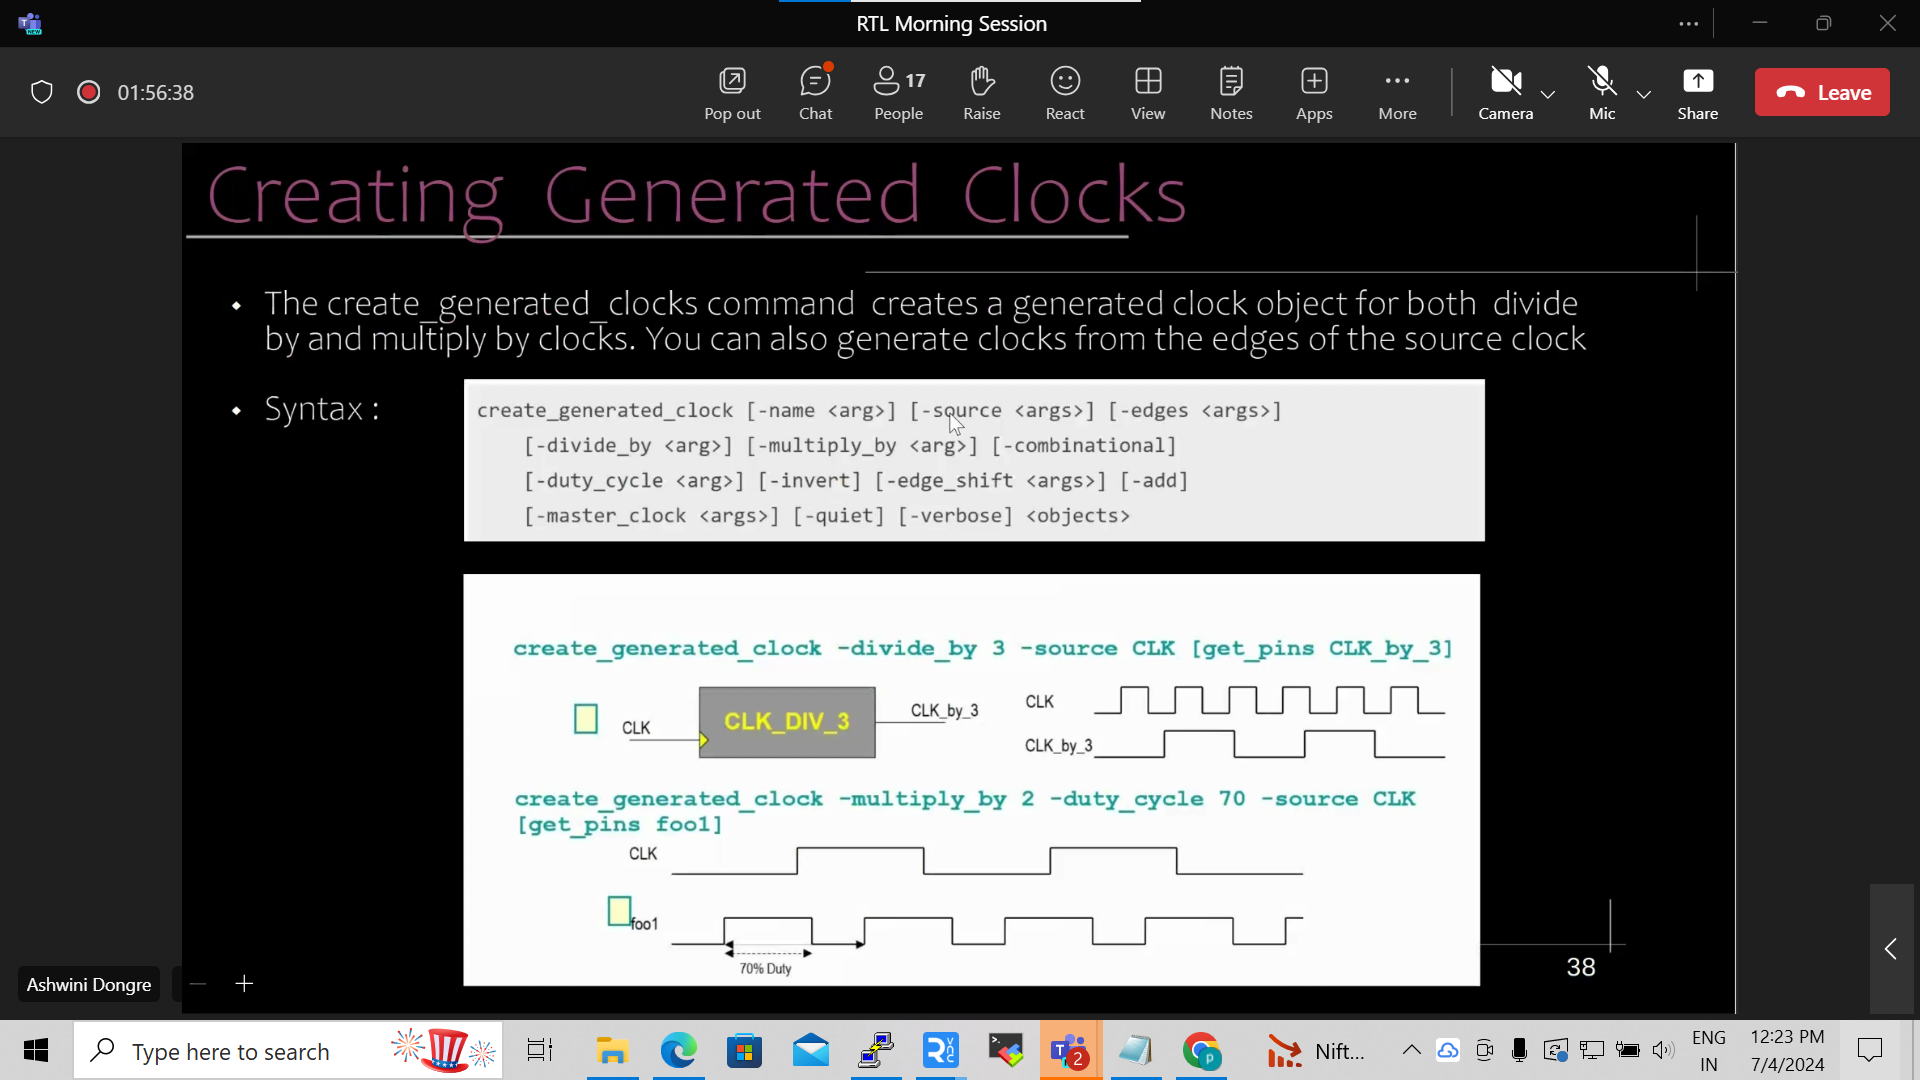 RTL Morning Session
01:56:38
Pop out
Chat
17
People
Raise
React
View
Notes
Apps
More
Camera
Mic
Share
Leave
Creating Generated Clocks
• The create_generated_clocks command creates a generated clock object for both divide
by and multiply by clocks. You can also generate clocks from the edges of the source clock
• Syntax :
create_generated_clock [-name <arg>] [-source <args>] [-edges <args>]
[-divide_by <arg>] [-multiply_by <arg>] [-combinational]
[-duty_cycle <arg>] [-invert] [-edge_shift <args>] [-add]
[-master_clock <args>] [-quiet] [-verbose] <objects>
create_generated_clock -divide_by 3 -source CLK [get_pins CLK_by_3]
CLK
CLK_DIV_3
CLK_by_3
CLK
CLK_by_3
create_generated_clock -multiply_by 2 -duty_cycle 70 -source CLK
[get_pins foo1]
CLK
foo1
70% Duty
38
Ashwini Dongre
Type here to search
2
Nift...
ENG
IN
12:23 PM
7/4/2024